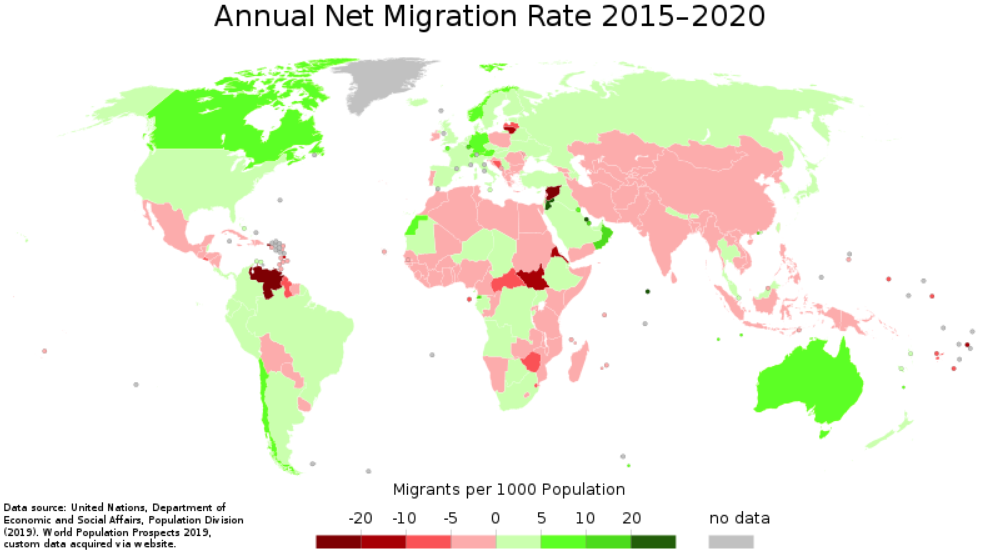 Annual Net Migration Rate 2015–2020
Migrants per 1000 Population
-20 -10 -5 0 5 10 20 no data
Data source: United Nations, Department of
Economic and Social Affairs, Population Division
(2019). World Population Prospects 2019,
custom data acquired via website.